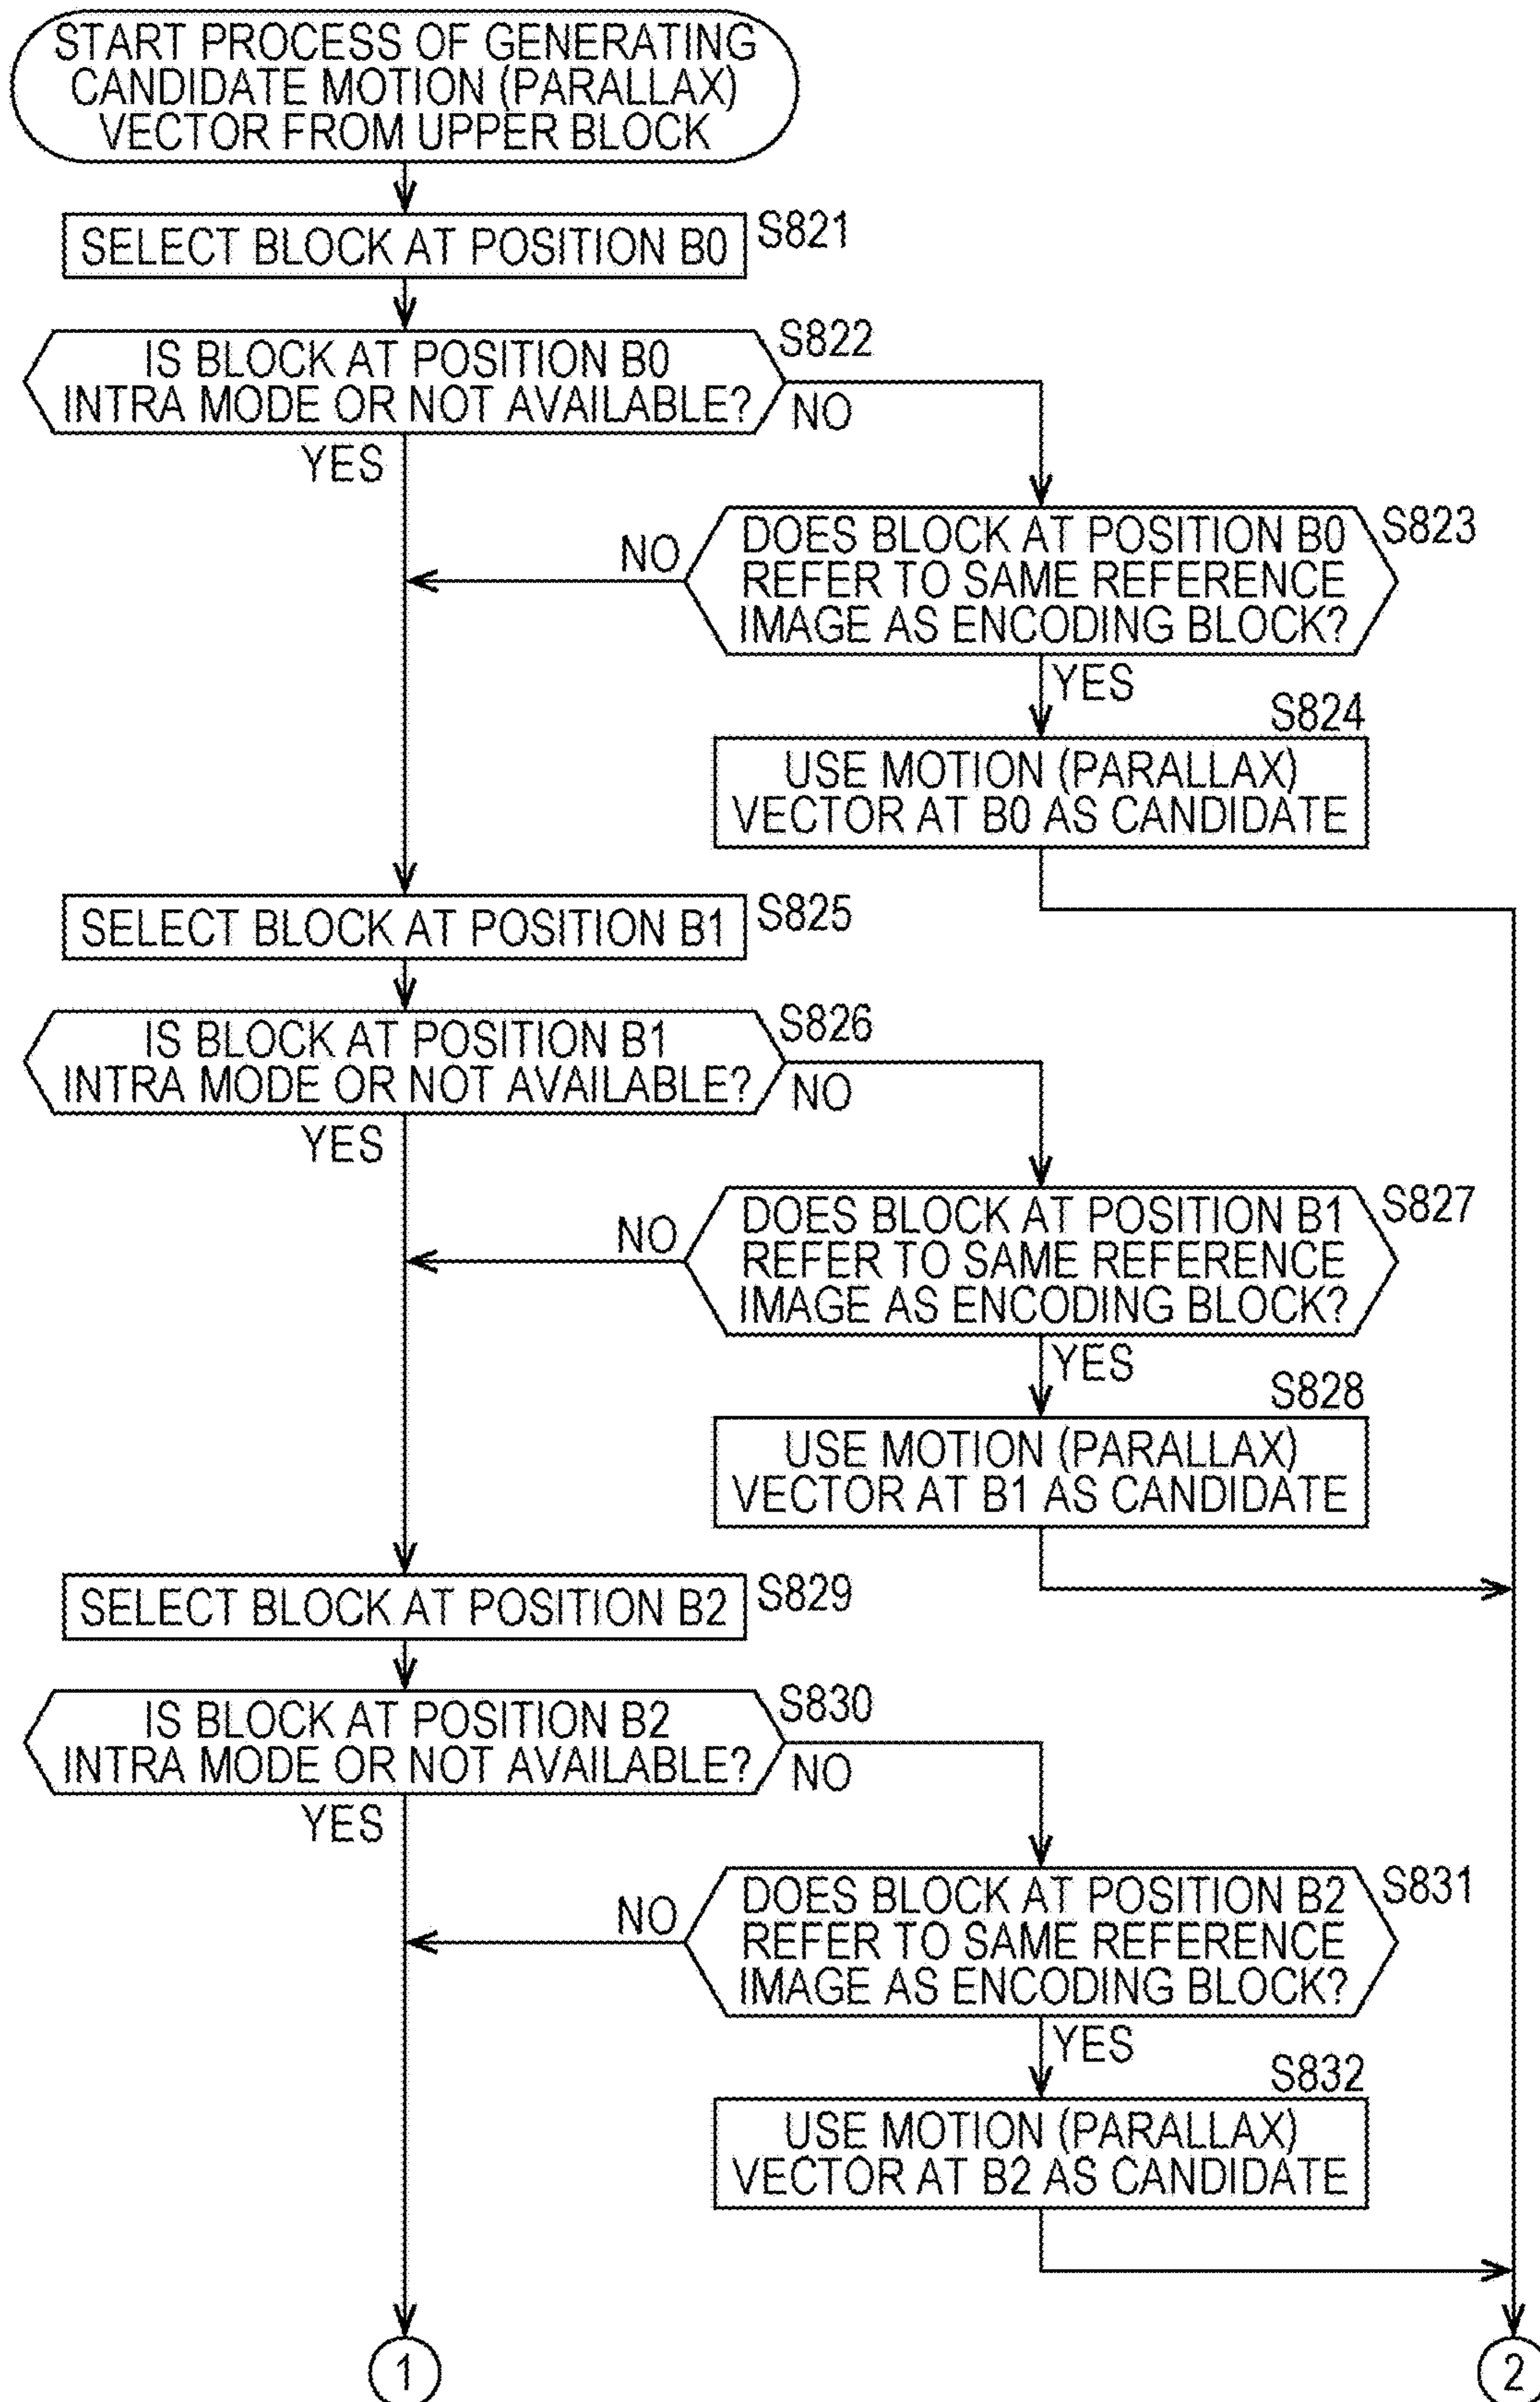 START PROCESS OF GENERATING
CANDIDATE MOTION (PARALLAX)
VECTOR FROM UPPER BLOCK
SELECT BLOCK AT POSITION B0
S821
IS BLOCK AT POSITION B0
INTRA MODE OR NOT AVAILABLE?
S822
NO
YES
DOES BLOCK AT POSITION B0
REFER TO SAME REFERENCE
IMAGE AS ENCODING BLOCK?
S823
NO
YES
S824
USE MOTION (PARALLAX)
VECTOR AT B0 AS CANDIDATE
SELECT BLOCK AT POSITION B1
S825
IS BLOCK AT POSITION B1
INTRA MODE OR NOT AVAILABLE?
S826
NO
YES
DOES BLOCK AT POSITION B1
REFER TO SAME REFERENCE
IMAGE AS ENCODING BLOCK?
S827
NO
YES
S828
USE MOTION (PARALLAX)
VECTOR AT B1 AS CANDIDATE
SELECT BLOCK AT POSITION B2
S829
IS BLOCK AT POSITION B2
INTRA MODE OR NOT AVAILABLE?
S830
NO
YES
DOES BLOCK AT POSITION B2
REFER TO SAME REFERENCE
IMAGE AS ENCODING BLOCK?
S831
NO
YES
S832
USE MOTION (PARALLAX)
VECTOR AT B2 AS CANDIDATE
1
2